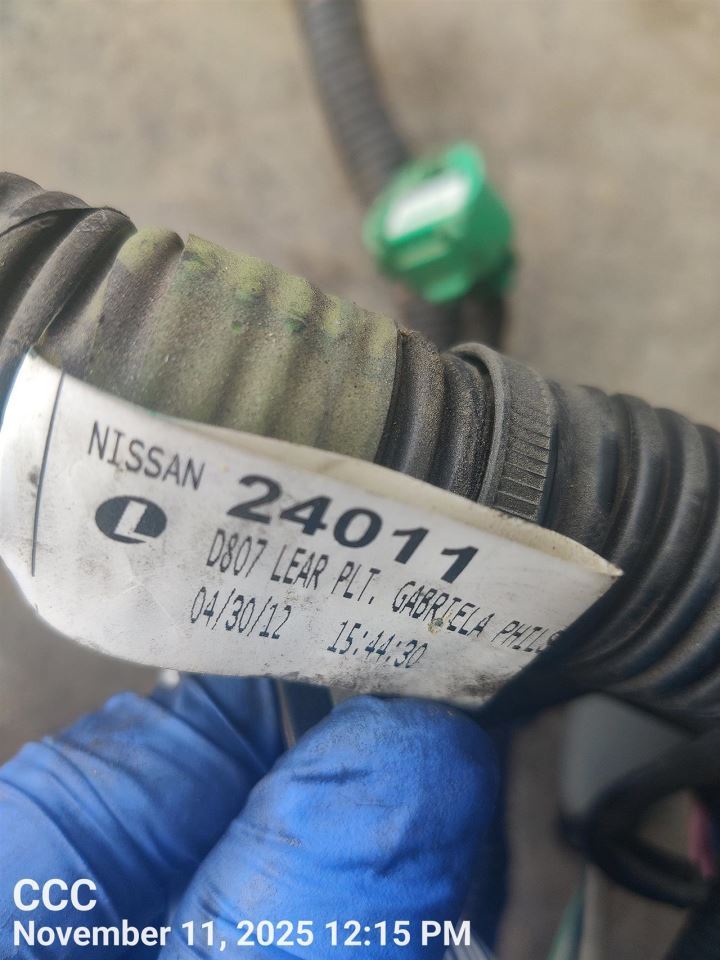 NISSAN 24011
L D807 LEAR PLT. GABRIELA PHILS
04/30/12 15:44:30
CCC
November 11, 2025 12:15 PM